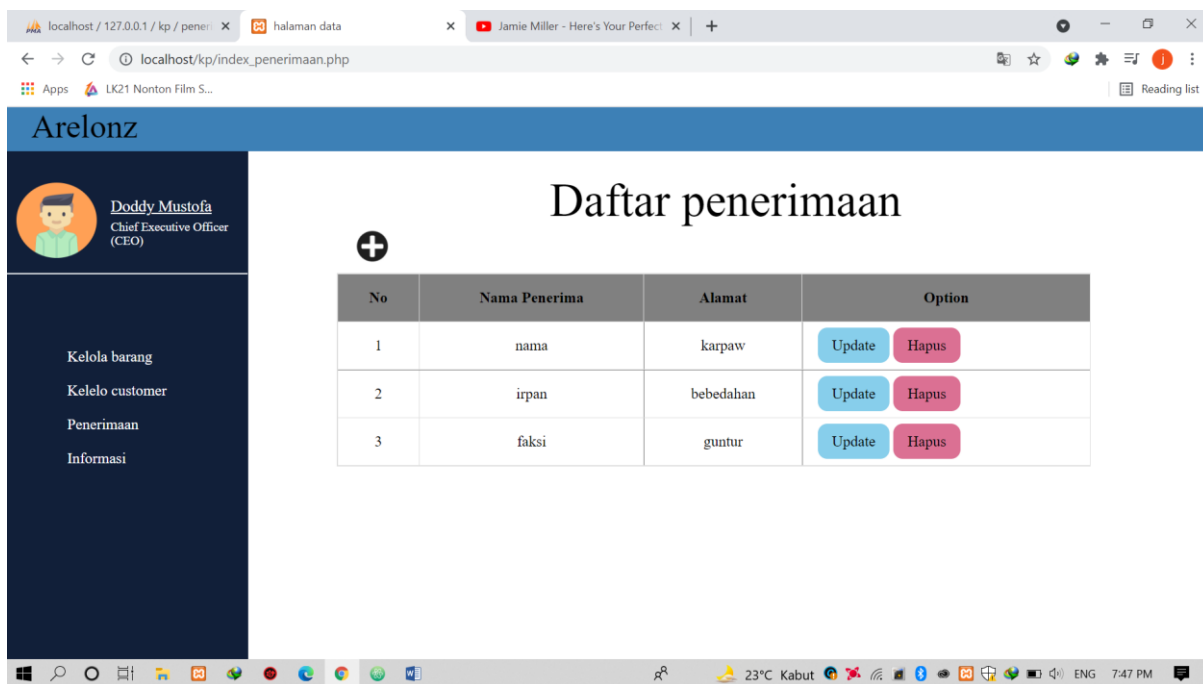 localhost / 127.0.0.1 / kp / peneri
halaman data
Jamie Miller - Here's Your Perfect
localhost/kp/index_penerimaan.php
Apps
LK21 Nonton Film S...
Reading list
Arelonz
Doddy Mustofa
Chief Executive Officer
(CEO)
Kelola barang
Kelelo customer
Penerimaan
Informasi
Daftar penerimaan
No Nama Penerima Alamat Option
1 nama karpaw Update Hapus
2 irpan bebedahan Update Hapus
3 faksi guntur Update Hapus
23°C Kabut ENG 7:47 PM